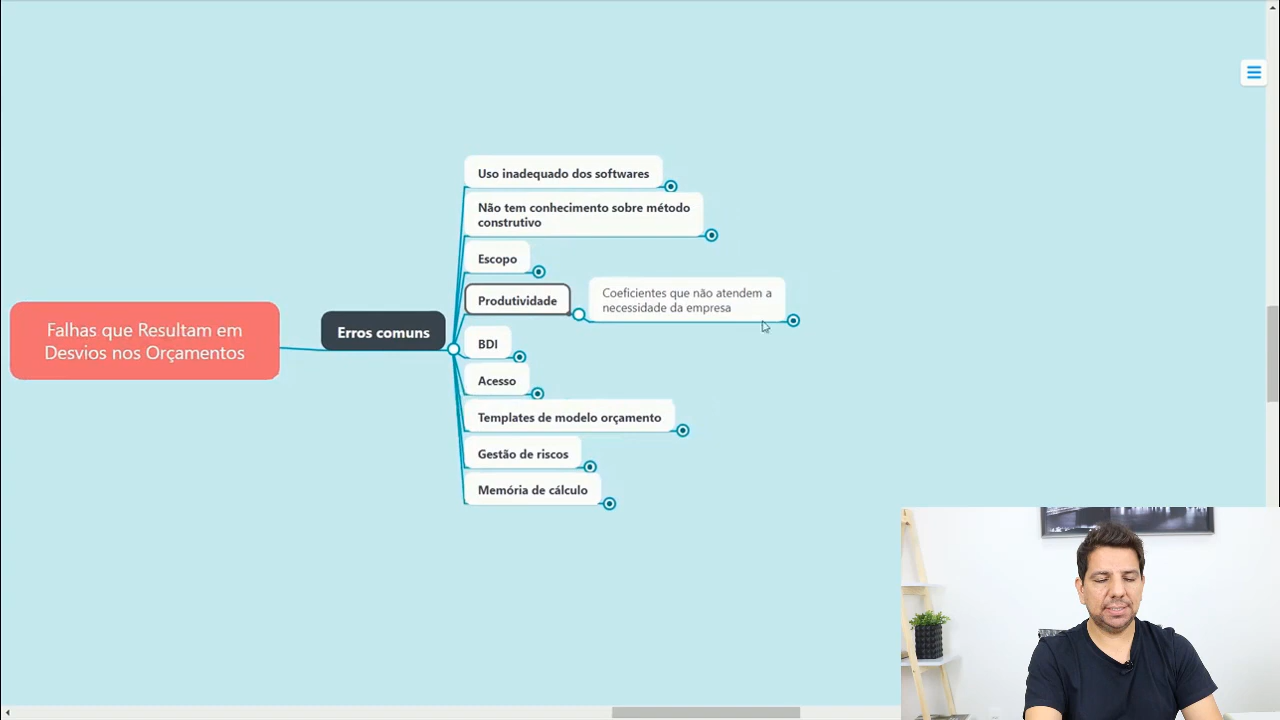 Falhas que Resultam em
Desvios nos Orçamentos
Erros comuns
Uso inadequado dos softwares
Não tem conhecimento sobre método
construtivo
Escopo
Produtividade
Coeficientes que não atendem a
necessidade da empresa
BDI
Acesso
Templates de modelo orçamento
Gestão de riscos
Memória de cálculo